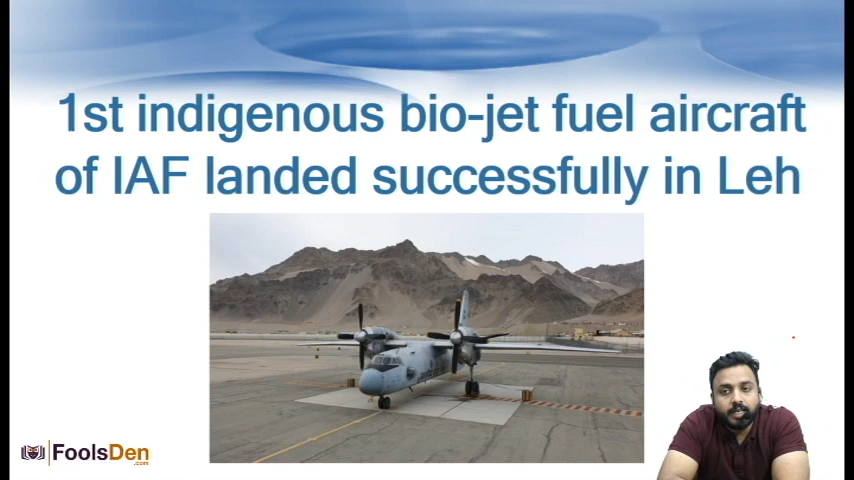 1st indigenous bio-jet fuel aircraft
of IAF landed successfully in Leh
FoolsDen
.com